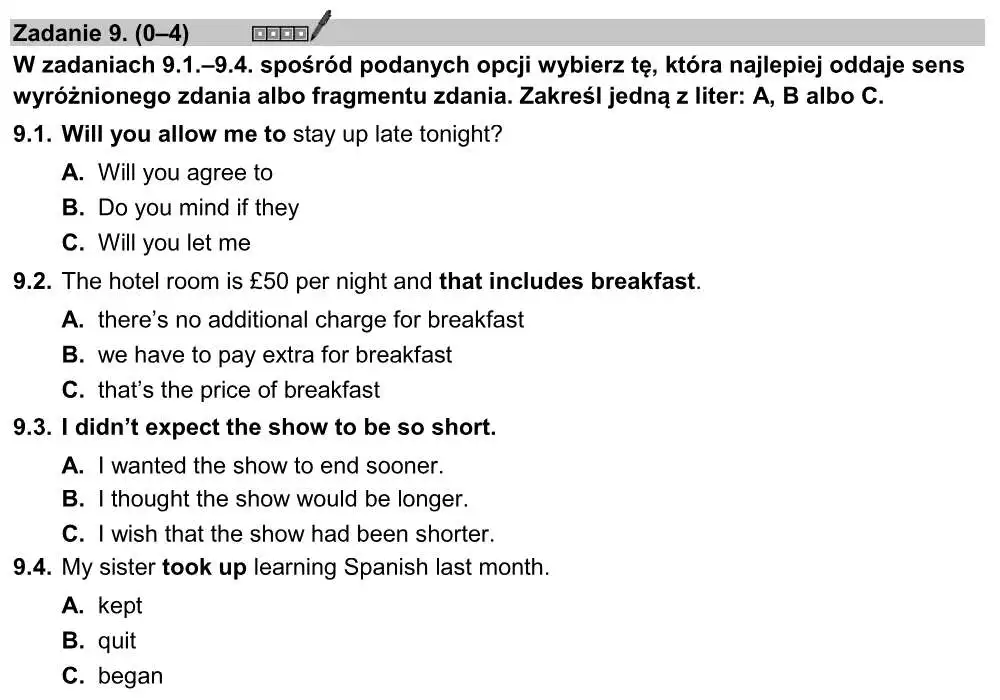 Zadanie 9. (0–4)
W zadaniach 9.1.–9.4. spośród podanych opcji wybierz tę, która najlepiej oddaje sens
wyróżnionego zdania albo fragmentu zdania. Zakreśl jedną z liter: A, B albo C.
9.1. Will you allow me to stay up late tonight?
A. Will you agree to
B. Do you mind if they
C. Will you let me
9.2. The hotel room is £50 per night and that includes breakfast.
A. there’s no additional charge for breakfast
B. we have to pay extra for breakfast
C. that’s the price of breakfast
9.3. I didn’t expect the show to be so short.
A. I wanted the show to end sooner.
B. I thought the show would be longer.
C. I wish that the show had been shorter.
9.4. My sister took up learning Spanish last month.
A. kept
B. quit
C. began